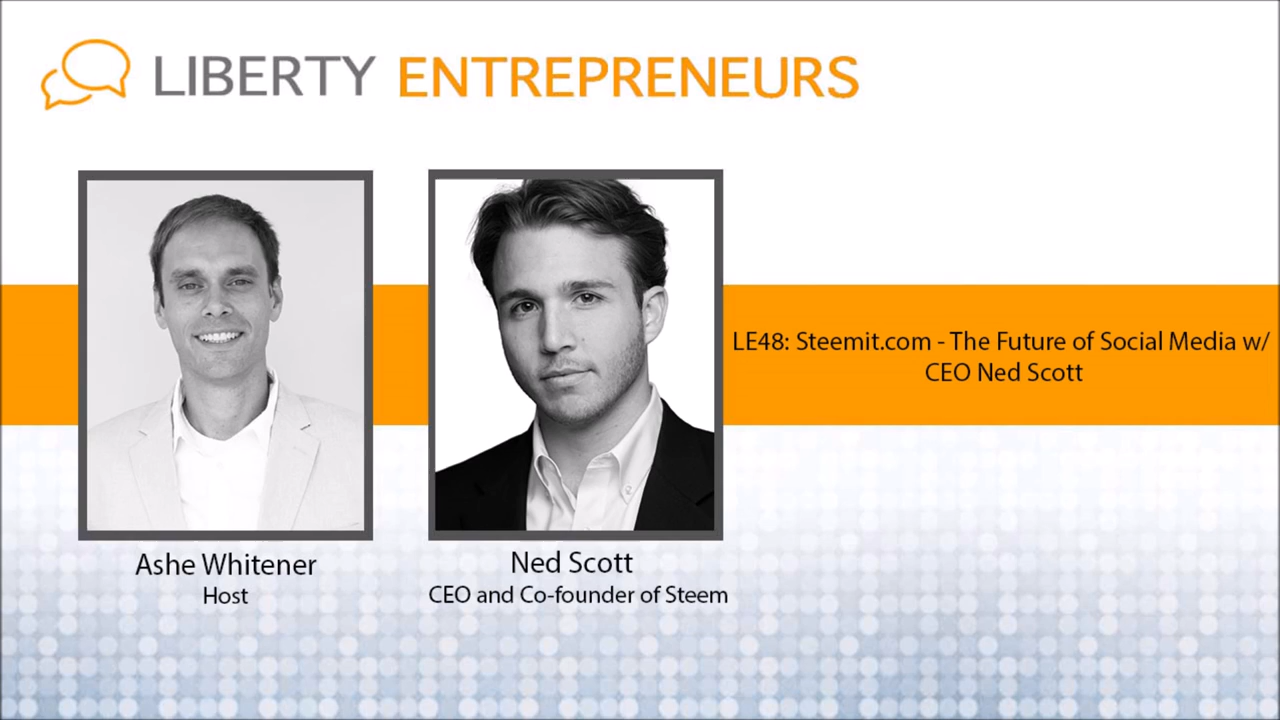 LIBERTY ENTREPRENEURS
LE48: Steemit.com - The Future of Social Media w/
CEO Ned Scott
Ashe Whitener
Host
Ned Scott
CEO and Co-founder of Steem